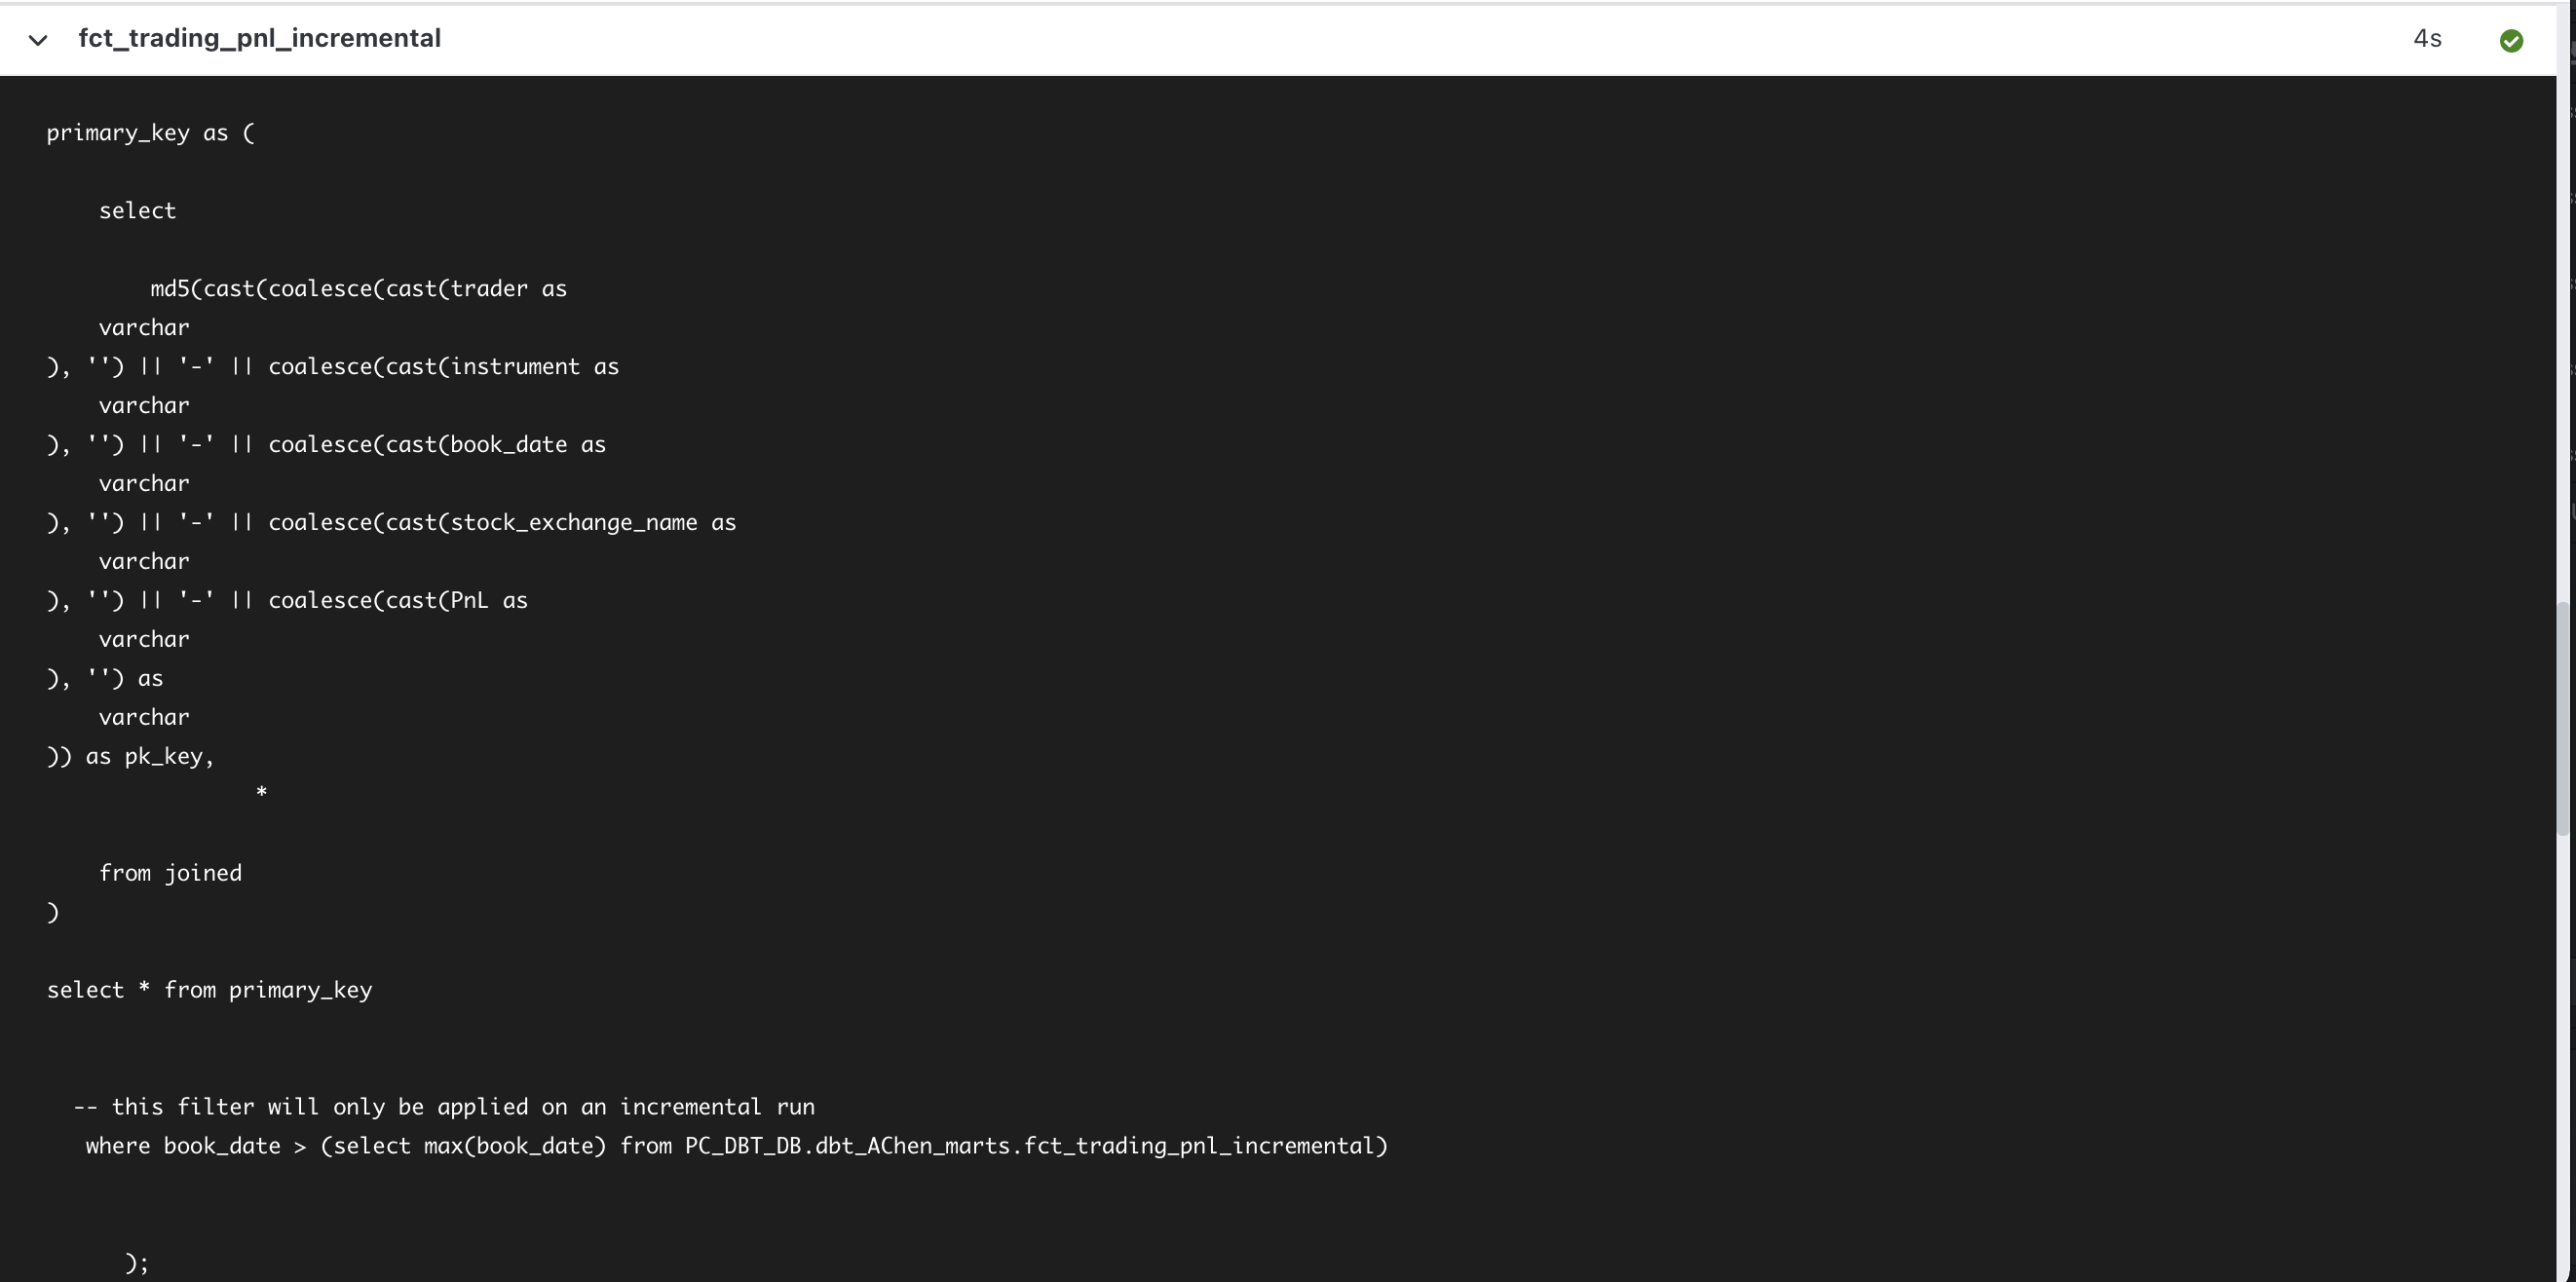 fct_trading_pnl_incremental 4s
primary_key as (
select
md5(cast(coalesce(cast(trader as
varchar
), '') || '-' || coalesce(cast(instrument as
varchar
), '') || '-' || coalesce(cast(book_date as
varchar
), '') || '-' || coalesce(cast(stock_exchange_name as
varchar
), '') || '-' || coalesce(cast(PnL as
varchar
), '') as
varchar
)) as pk_key,
*
from joined
)
select * from primary_key
-- this filter will only be applied on an incremental run
where book_date > (select max(book_date) from PC_DBT_DB.dbt_AChen_marts.fct_trading_pnl_incremental)
);